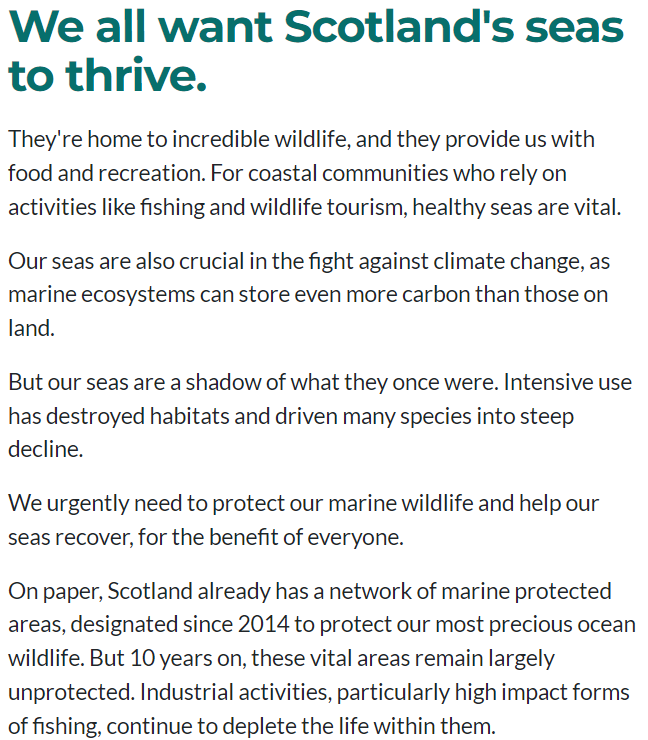 We all want Scotland's seas
to thrive.
They're home to incredible wildlife, and they provide us with
food and recreation. For coastal communities who rely on
activities like fishing and wildlife tourism, healthy seas are vital.
Our seas are also crucial in the fight against climate change, as
marine ecosystems can store even more carbon than those on
land.
But our seas are a shadow of what they once were. Intensive use
has destroyed habitats and driven many species into steep
decline.
We urgently need to protect our marine wildlife and help our
seas recover, for the benefit of everyone.
On paper, Scotland already has a network of marine protected
areas, designated since 2014 to protect our most precious ocean
wildlife. But 10 years on, these vital areas remain largely
unprotected. Industrial activities, particularly high impact forms
of fishing, continue to deplete the life within them.